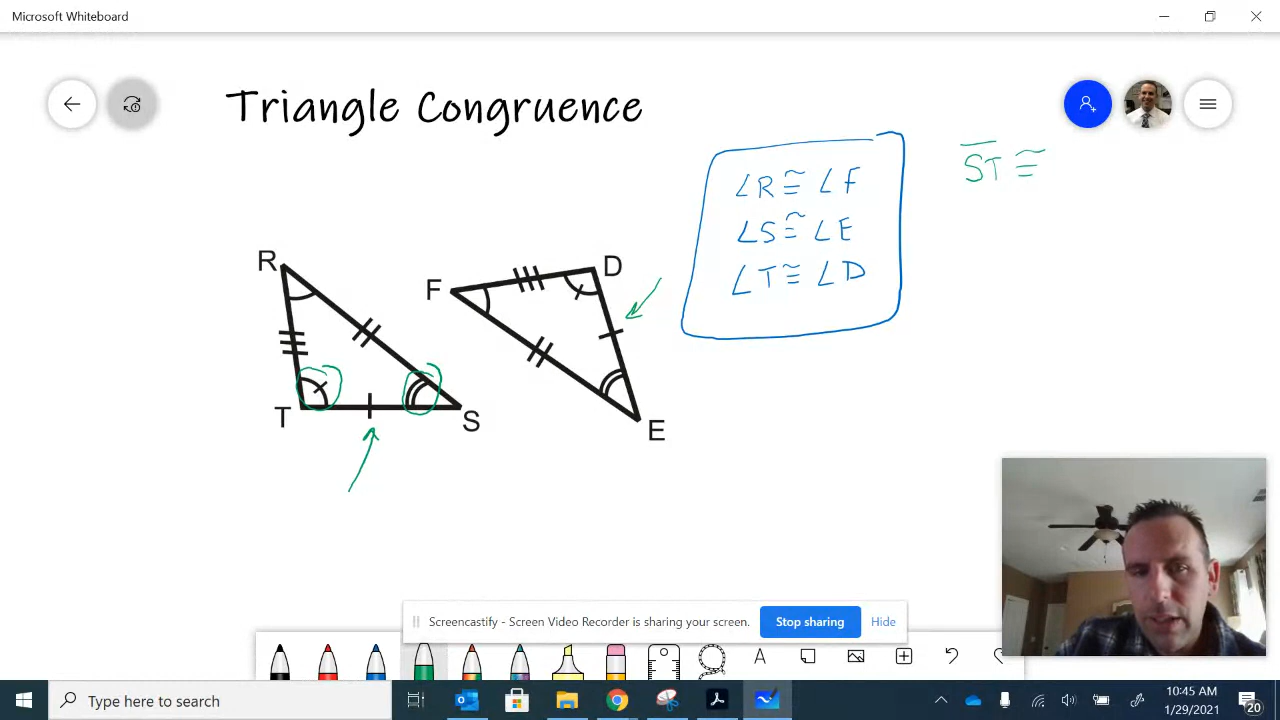 Microsoft Whiteboard
Triangle Congruence
∠R ≅ ∠F
∠S ≅ ∠E
∠T ≅ ∠D
S̅T̅ ≅
R
T
S
F
D
E
Screencastify - Screen Video Recorder is sharing your screen.
Stop sharing
Hide
A
Type here to search
10:45 AM
1/29/2021
20